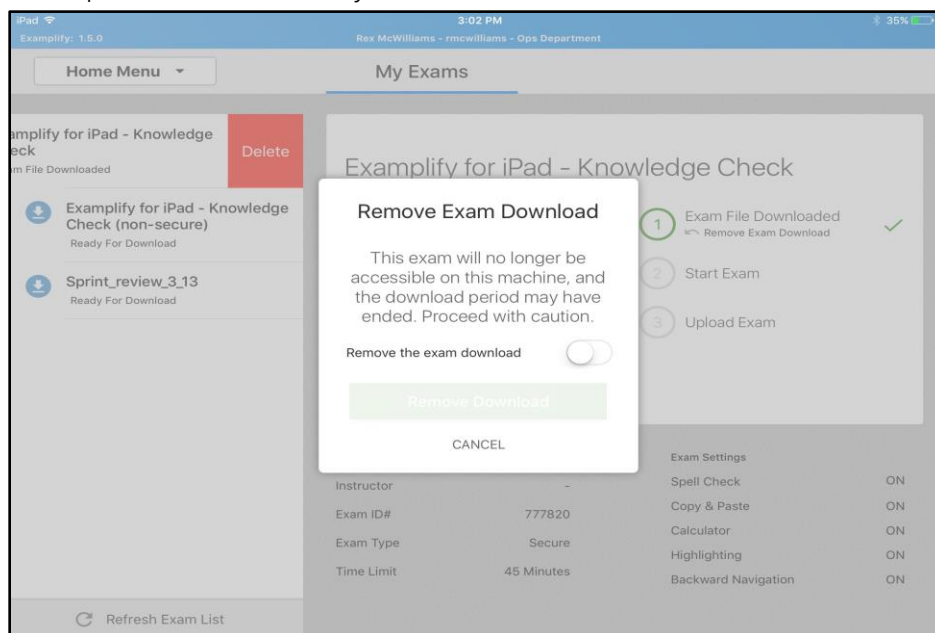 iPad
3:02 PM
35%
Examplify: 1.5.0
Rex McWilliams - rmcwilliams - Ops Department
Home Menu
My Exams
amplify for iPad - Knowledge
eck
m File Downloaded
Delete
Examplify for iPad - Knowledge
Check (non-secure)
Ready For Download
Sprint_review_3_13
Ready For Download
Refresh Exam List
Examplify for iPad - Knowledge Check
1 Exam File Downloaded
Remove Exam Download
2 Start Exam
3 Upload Exam
Remove Exam Download
This exam will no longer be
accessible on this machine, and
the download period may have
ended. Proceed with caution.
Remove the exam download
Remove Download
CANCEL
Instructor -
Exam ID# 777820
Exam Type Secure
Time Limit 45 Minutes
Exam Settings
Spell Check ON
Copy & Paste ON
Calculator ON
Highlighting ON
Backward Navigation ON